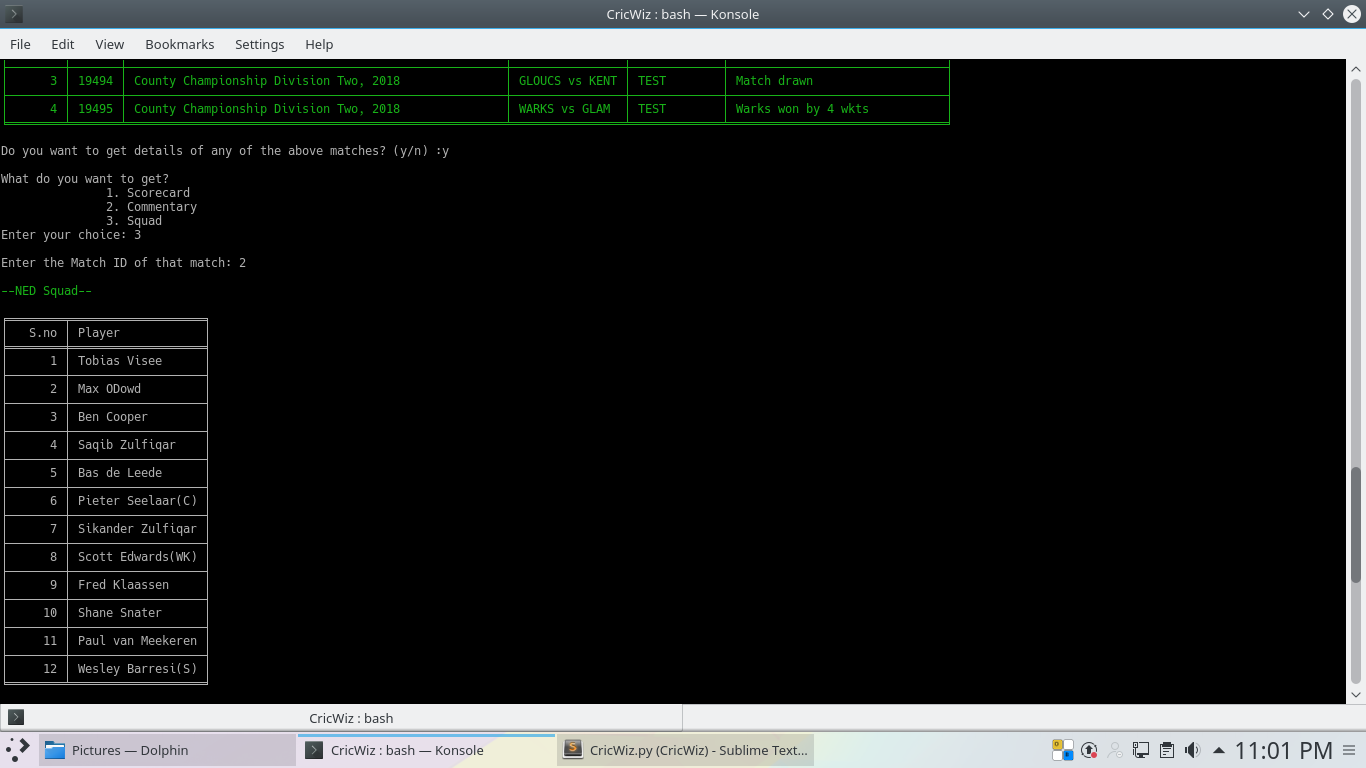 CricWiz : bash — Konsole
File Edit View Bookmarks Settings Help
3 19494 County Championship Division Two, 2018 GLOUCS vs KENT TEST Match drawn
4 19495 County Championship Division Two, 2018 WARKS vs GLAM TEST Warks won by 4 wkts
Do you want to get details of any of the above matches? (y/n) :y
What do you want to get?
1. Scorecard
2. Commentary
3. Squad
Enter your choice: 3
Enter the Match ID of that match: 2
--NED Squad--
S.no Player
1 Tobias Visee
2 Max ODowd
3 Ben Cooper
4 Saqib Zulfiqar
5 Bas de Leede
6 Pieter Seelaar(C)
7 Sikander Zulfiqar
8 Scott Edwards(WK)
9 Fred Klaassen
10 Shane Snater
11 Paul van Meekeren
12 Wesley Barresi(S)
CricWiz : bash
Pictures — Dolphin CricWiz : bash — Konsole CricWiz.py (CricWiz) - Sublime Text... 11:01 PM